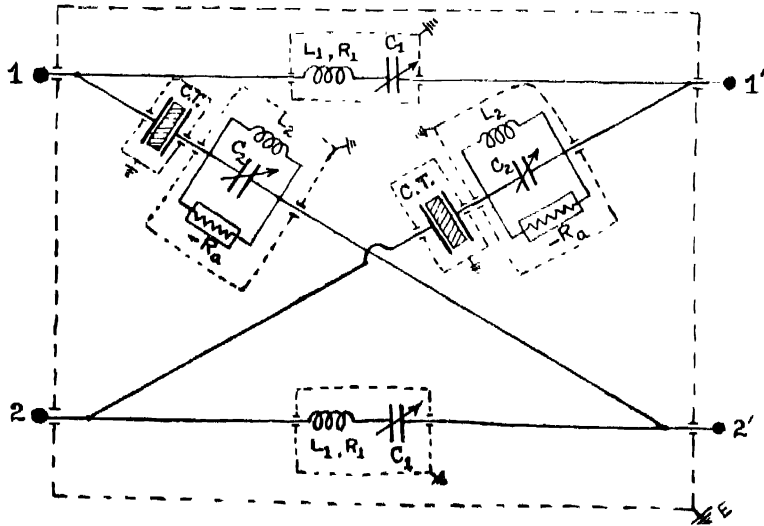 L₁, R₁
C₁
1
1′
C.T.
L₂
C₂
-Rₐ
L₂
C₂
C.T.
-Rₐ
2
2′
L₁, R₁
C₁
E